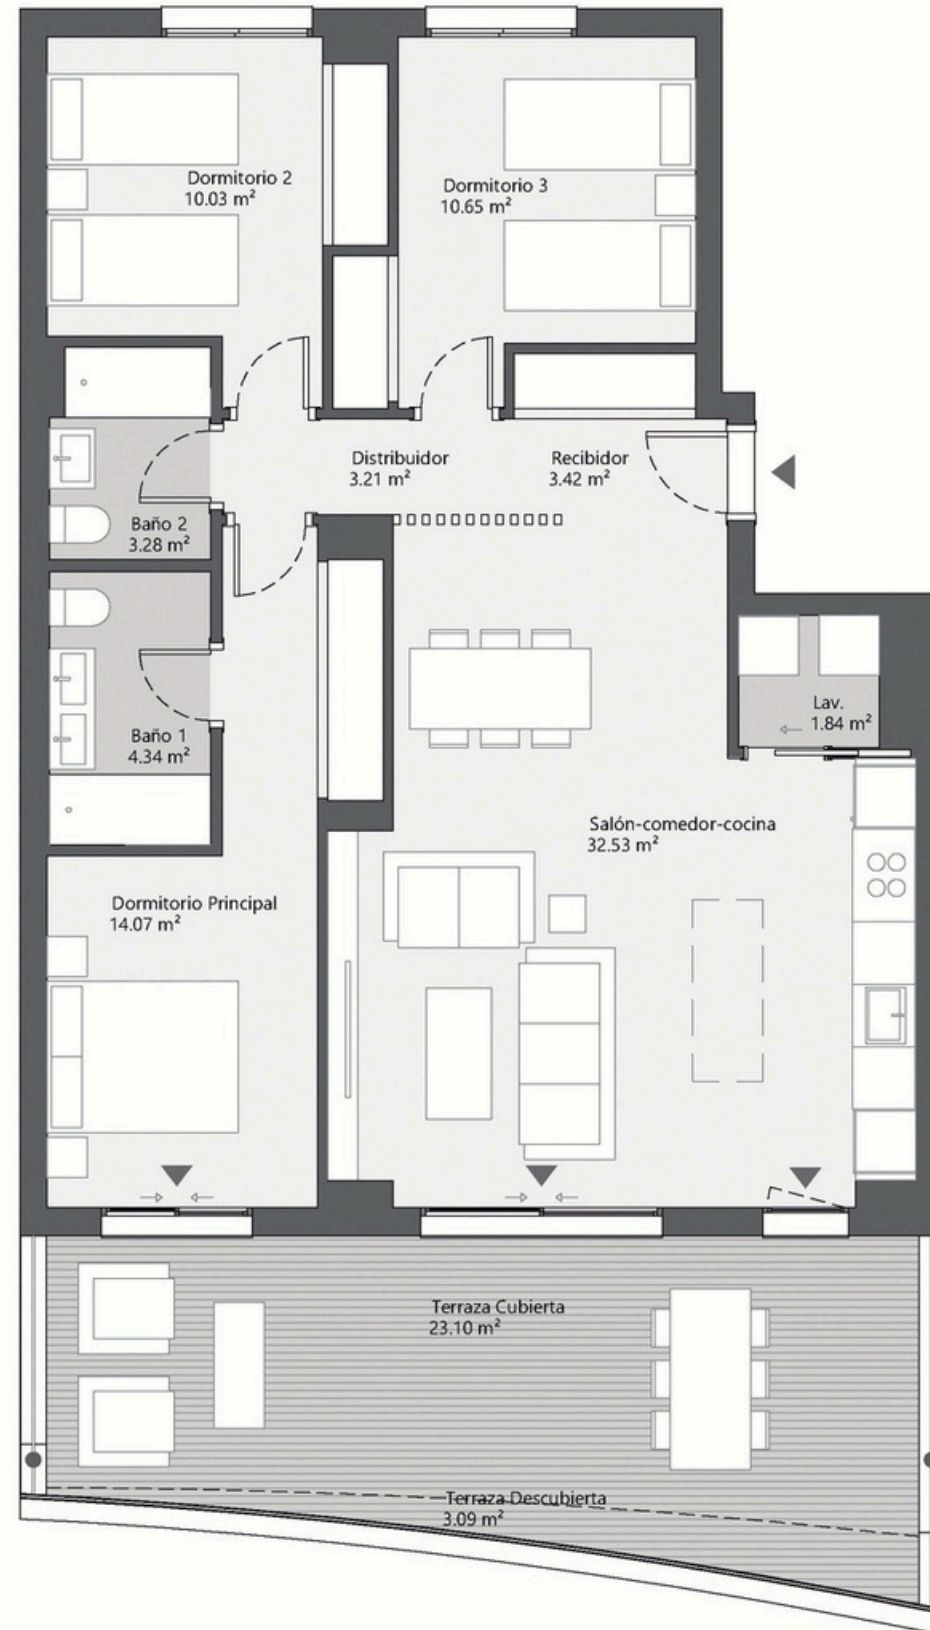 Dormitorio 2
10.03 m²
Dormitorio 3
10.65 m²
Distribuidor
3.21 m²
Recibidor
3.42 m²
Baño 2
3.28 m²
Baño 1
4.34 m²
Lav.
1.84 m²
Salón-comedor-cocina
32.53 m²
Dormitorio Principal
14.07 m²
Terraza Cubierta
23.10 m²
Terraza Descubierta
3.09 m²